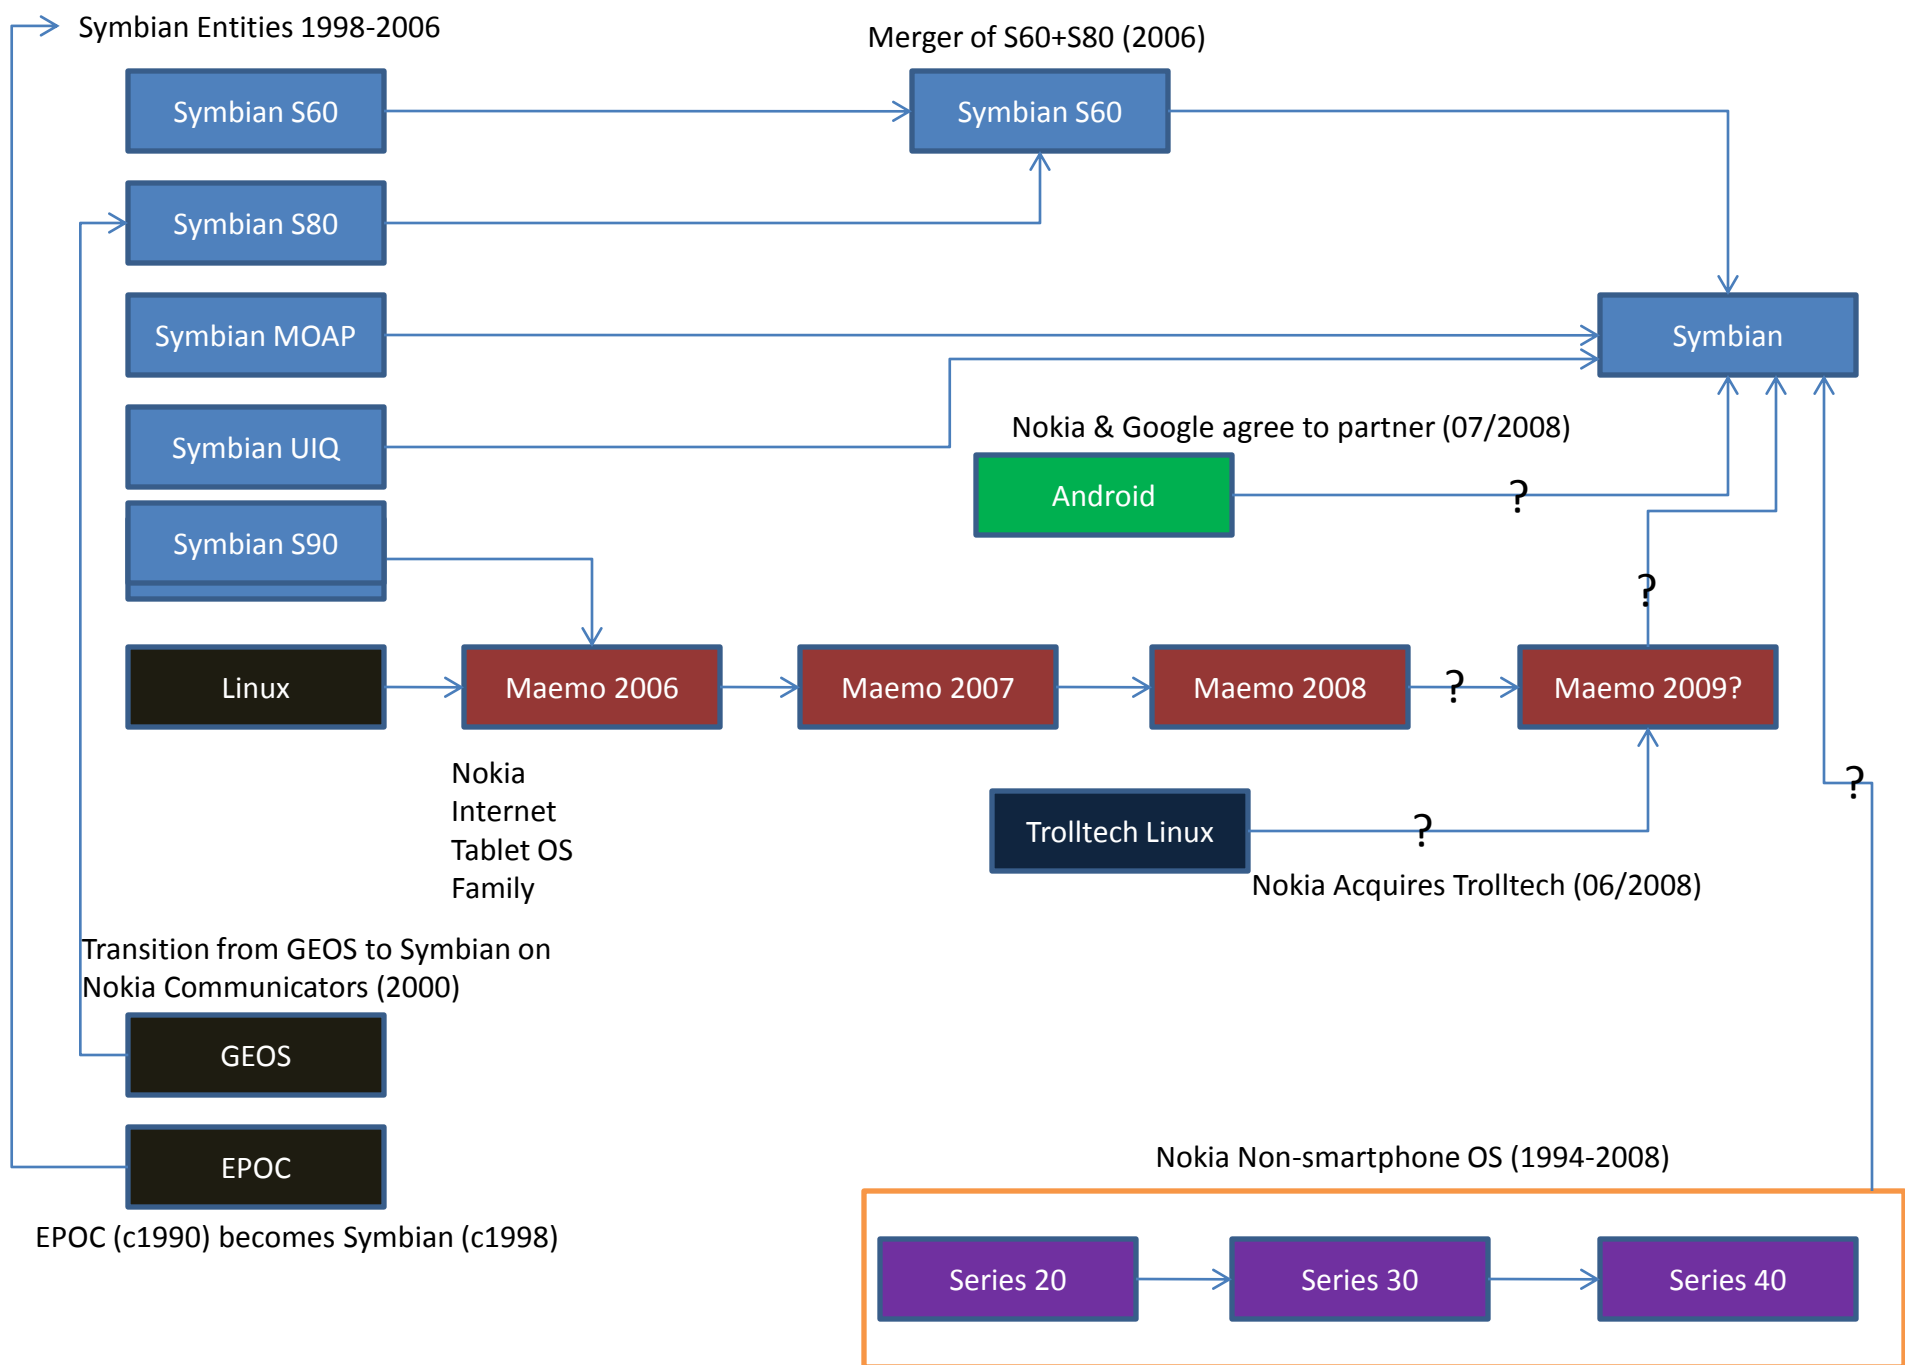 Symbian Entities 1998-2006
Merger of S60+S80 (2006)
Symbian S60
Symbian S60
Symbian S80
Symbian MOAP
Symbian
Symbian UIQ
Nokia & Google agree to partner (07/2008)
Android
?
Symbian S90
?
Linux
Maemo 2006
Maemo 2007
Maemo 2008
?
Maemo 2009?
Nokia
Internet
Tablet OS
Family
?
Trolltech Linux
?
Nokia Acquires Trolltech (06/2008)
Transition from GEOS to Symbian on
Nokia Communicators (2000)
GEOS
EPOC
EPOC (c1990) becomes Symbian (c1998)
Nokia Non-smartphone OS (1994-2008)
Series 20
Series 30
Series 40